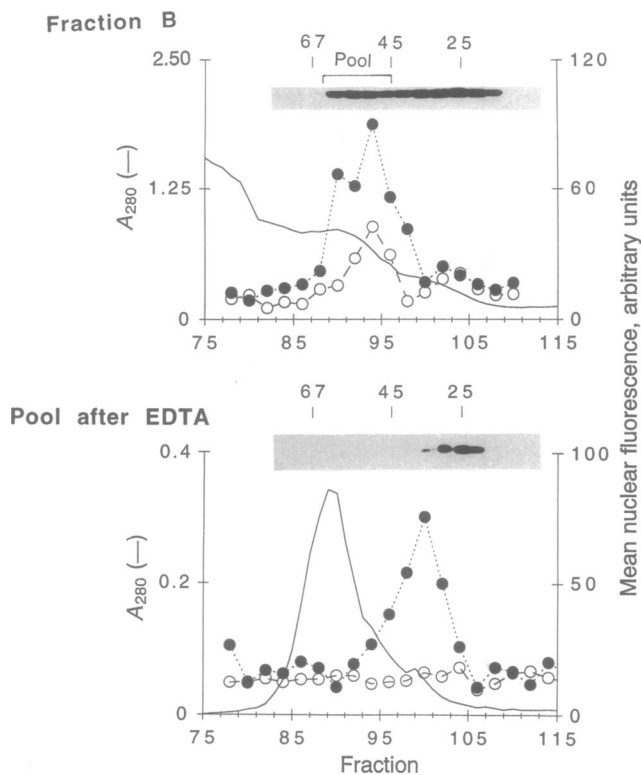 Fraction B
67 45 25
Pool
2.50 120
A280 (—)
1.25 60
0 0
75 85 95 105 115
Mean nuclear fluorescence, arbitrary units
67 45 25
Pool after EDTA
0.4 100
A280 (—)
0.2 50
0 0
75 85 95 105 115
Fraction